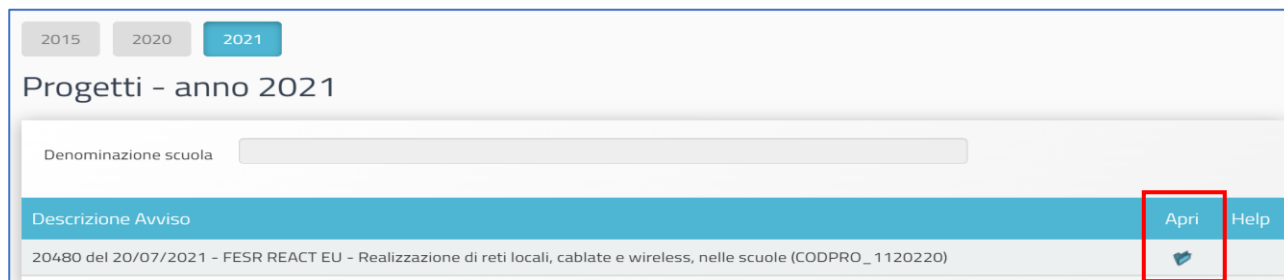 2015 2020 2021
Progetti - anno 2021
Denominazione scuola
Descrizione Avviso Apri Help
20480 del 20/07/2021 - FESR REACT EU - Realizzazione di reti locali, cablate e wireless, nelle scuole (CODPRO_1120220)